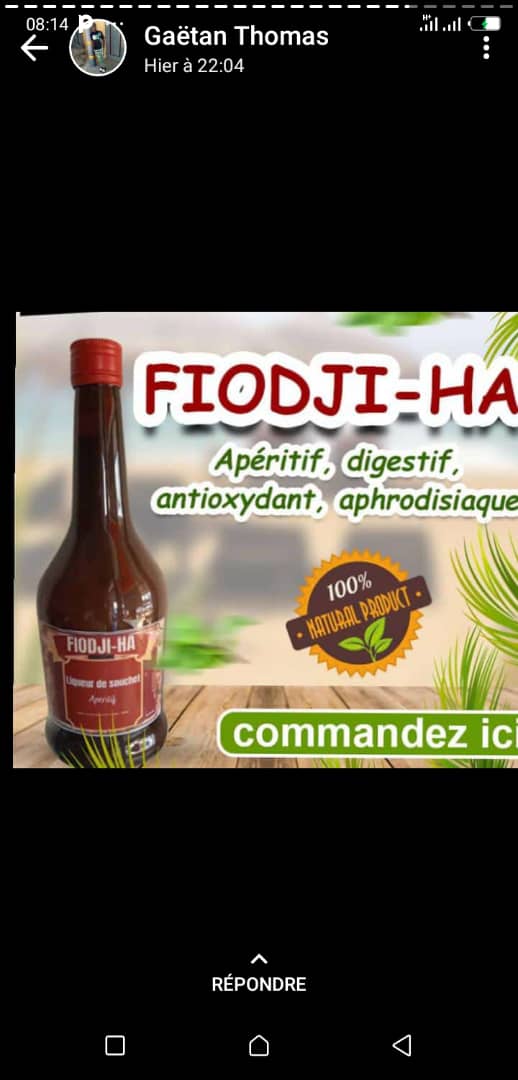 08:14
Gaëtan Thomas
Hier à 22:04
FIODJI-HA
Apéritif, digestif,
antioxydant, aphrodisiaque
100%
NATURAL PRODUCT
FIODJI-HA
Liqueur de souchet
Apéritif
commandez ici
RÉPONDRE